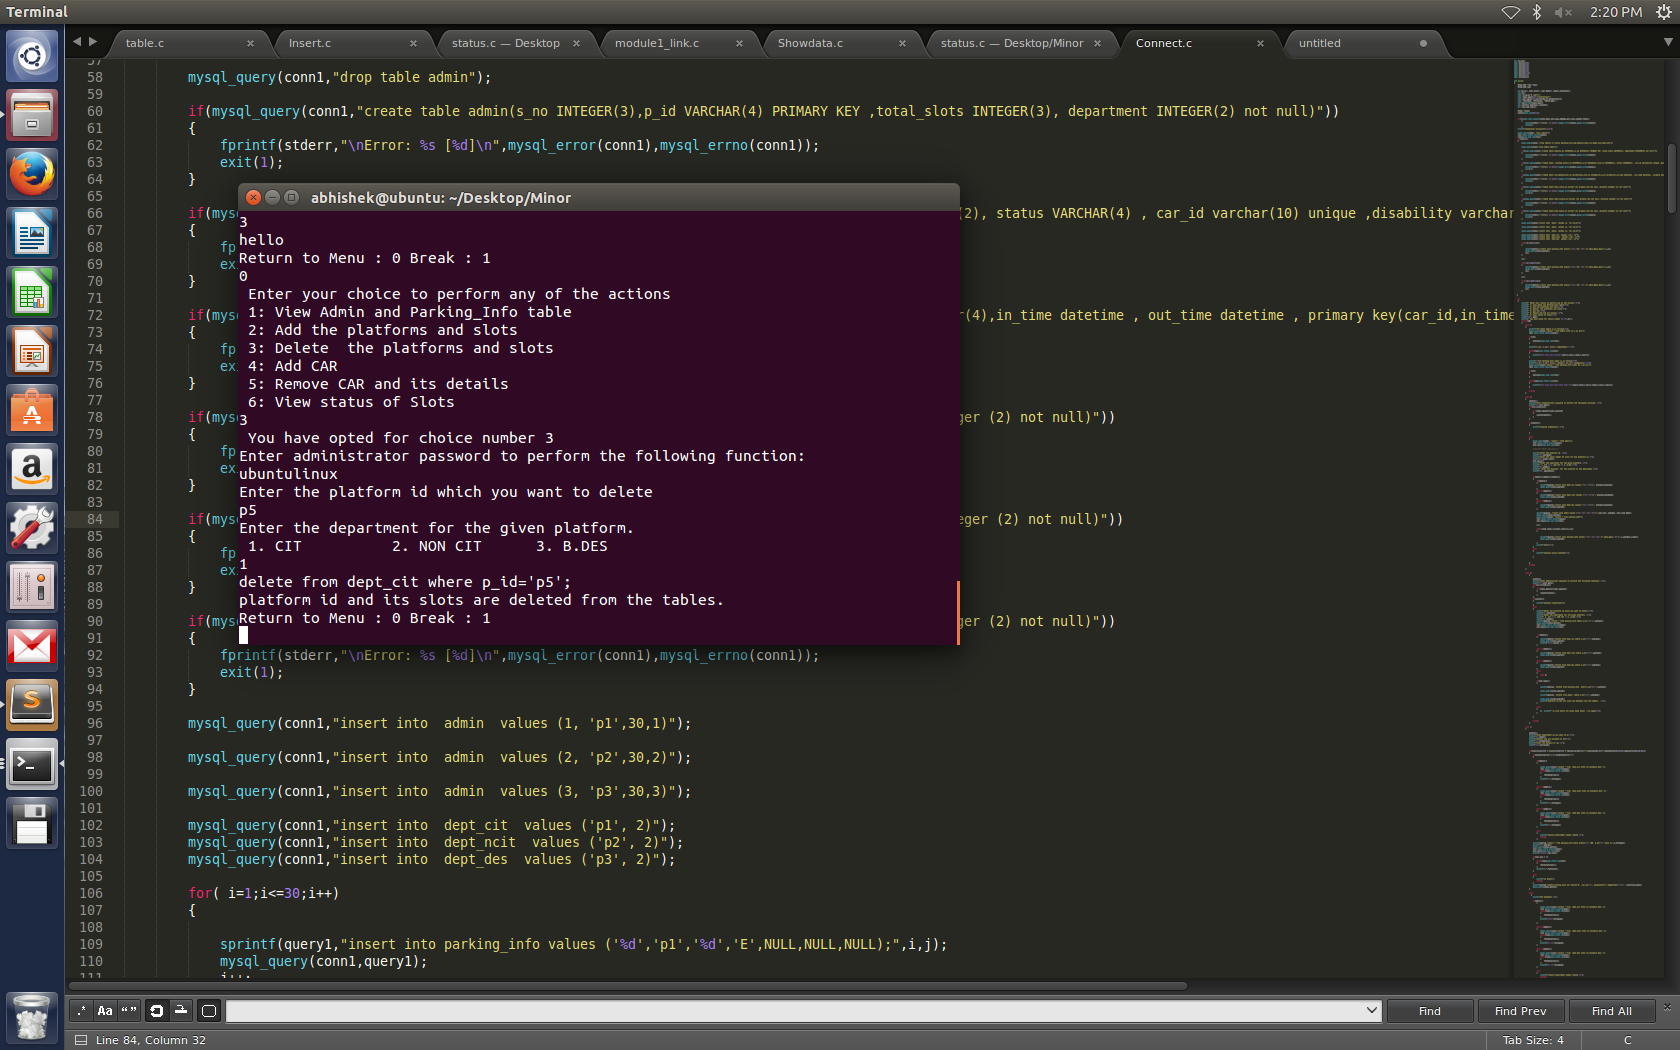 Terminal
2:20 PM
table.c
Insert.c
status.c — Desktop
module1_link.c
Showdata.c
status.c — Desktop/Minor
Connect.c
untitled
57
58 mysql_query(conn1,"drop table admin");
59
60 if(mysql_query(conn1,"create table admin(s_no INTEGER(3),p_id VARCHAR(4) PRIMARY KEY ,total_slots INTEGER(3), department INTEGER(2) not null)"))
61 {
62 fprintf(stderr,"\nError: %s [%d]\n",mysql_error(conn1),mysql_errno(conn1));
63 exit(1);
64 }
65
66 if(mys (2), status VARCHAR(4) , car_id varchar(10) unique ,disability varchar
67 {
68 fp
69 ex
70 }
71
72 if(mys r(4),in_time datetime , out_time datetime , primary key(car_id,in_time
73 {
74 fp
75 ex
76 }
77
78 if(mys ger (2) not null)"))
79 {
80 fp
81 ex
82 }
83
84 if(mys eger (2) not null)"))
85 {
86 fp
87 ex
88 }
89
90 if(mys ger (2) not null)"))
91 {
92 fprintf(stderr,"\nError: %s [%d]\n",mysql_error(conn1),mysql_errno(conn1));
93 exit(1);
94 }
95
96 mysql_query(conn1,"insert into  admin  values (1, 'p1',30,1)");
97
98 mysql_query(conn1,"insert into  admin  values (2, 'p2',30,2)");
99
100 mysql_query(conn1,"insert into  admin  values (3, 'p3',30,3)");
101
102 mysql_query(conn1,"insert into  dept_cit  values ('p1', 2)");
103 mysql_query(conn1,"insert into  dept_ncit  values ('p2', 2)");
104 mysql_query(conn1,"insert into  dept_des  values ('p3', 2)");
105
106 for( i=1;i<=30;i++)
107 {
108
109 sprintf(query1,"insert into parking_info values ('%d','p1','%d','E',NULL,NULL,NULL);",i,j);
110 mysql_query(conn1,query1);
111 j++;
abhishek@ubuntu: ~/Desktop/Minor
3
hello
Return to Menu : 0 Break : 1
0
Enter your choice to perform any of the actions
1: View Admin and Parking_Info table
2: Add the platforms and slots
3: Delete  the platforms and slots
4: Add CAR
5: Remove CAR and its details
6: View status of Slots
3
You have opted for choice number 3
Enter administrator password to perform the following function:
ubuntulinux
Enter the platform id which you want to delete
p5
Enter the department for the given platform.
1. CIT 2. NON CIT 3. B.DES
1
delete from dept_cit where p_id='p5';
platform id and its slots are deleted from the tables.
Return to Menu : 0 Break : 1
.* Aa “ ”
Find
Find Prev
Find All
Line 84, Column 32
Tab Size: 4
C